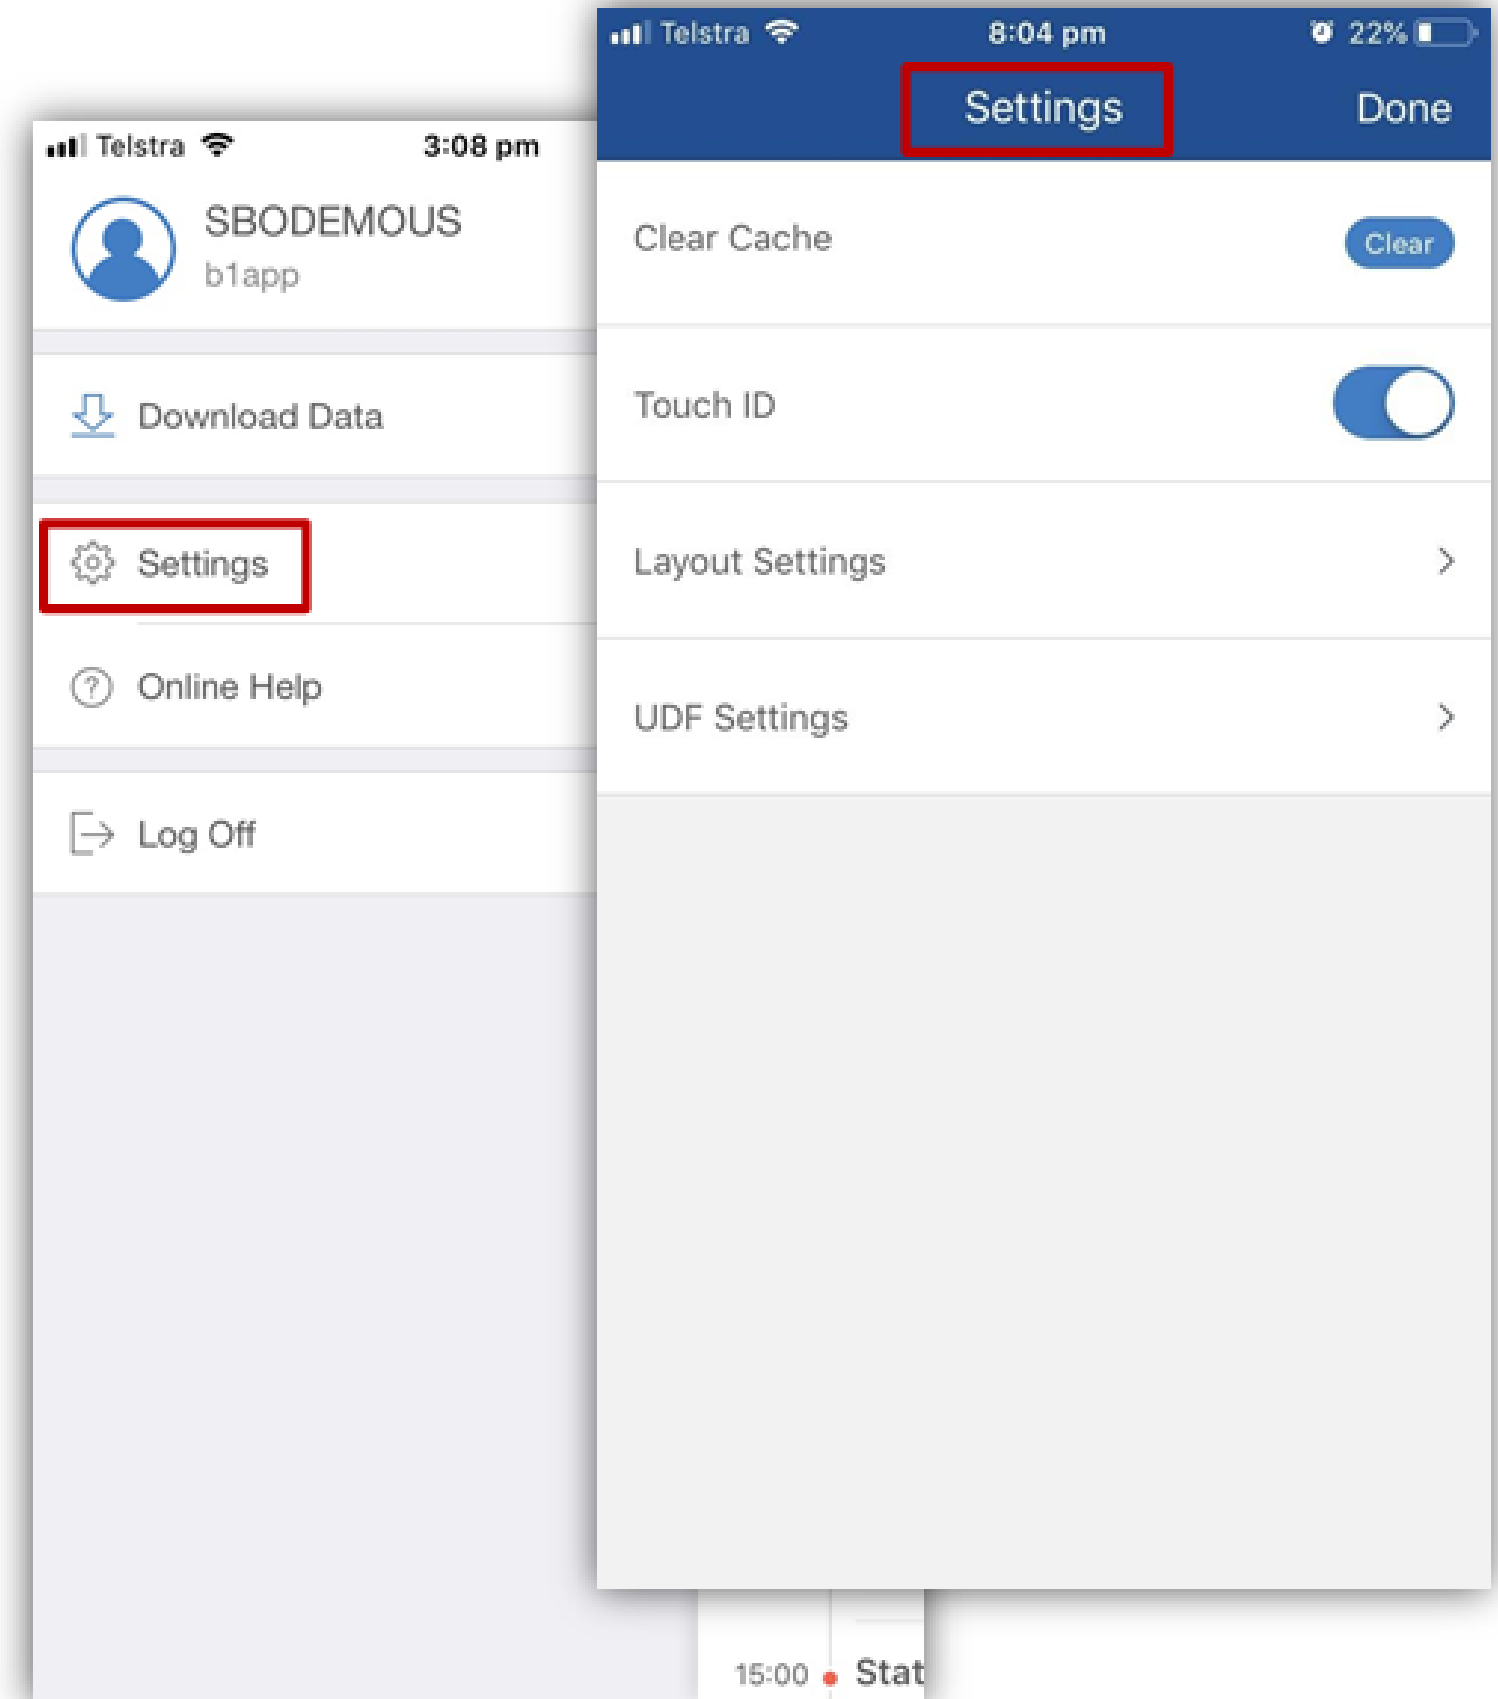 Telstra
3:08 pm
SBODEMOUS
b1app
Download Data
Settings
Online Help
Log Off
15:00
Stat
Telstra
8:04 pm
22%
Settings
Done
Clear Cache
Clear
Touch ID
Layout Settings
UDF Settings